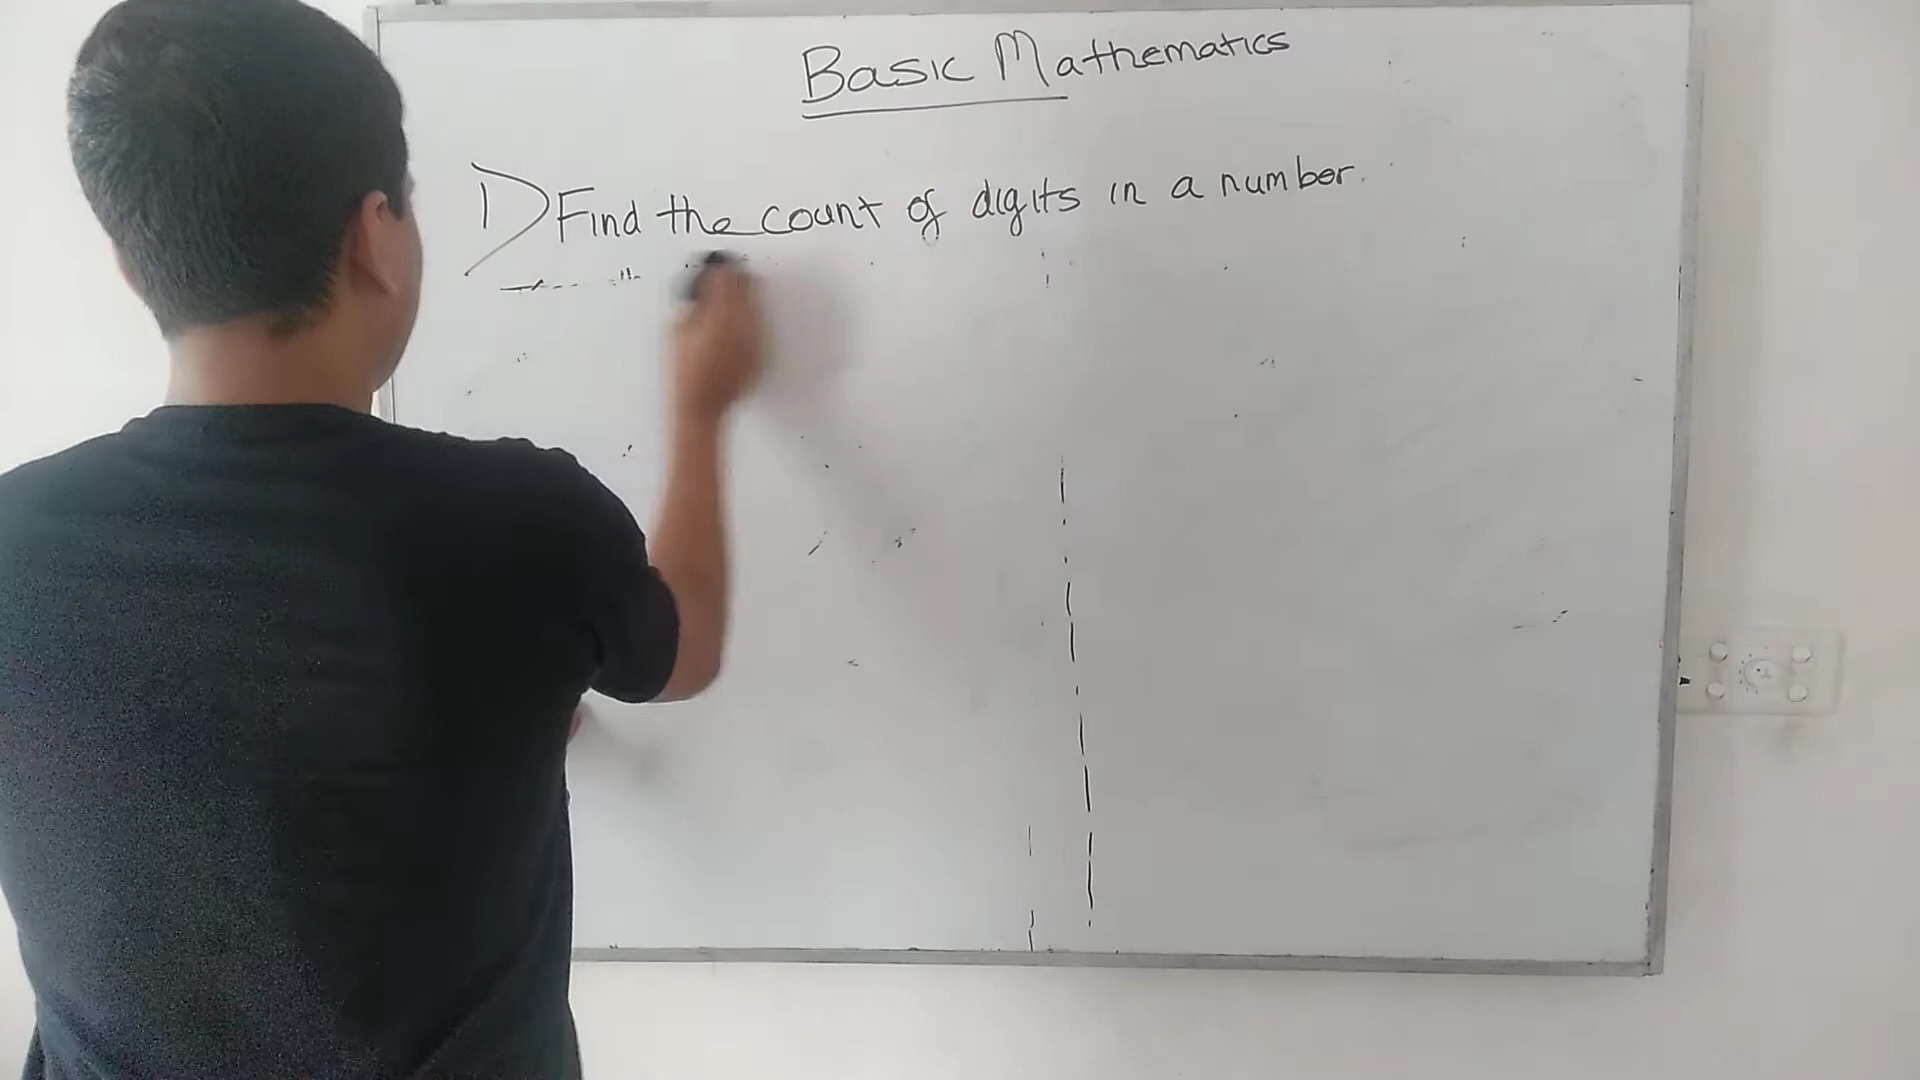 Basic Mathematics
1) Find the count of digits in a number.